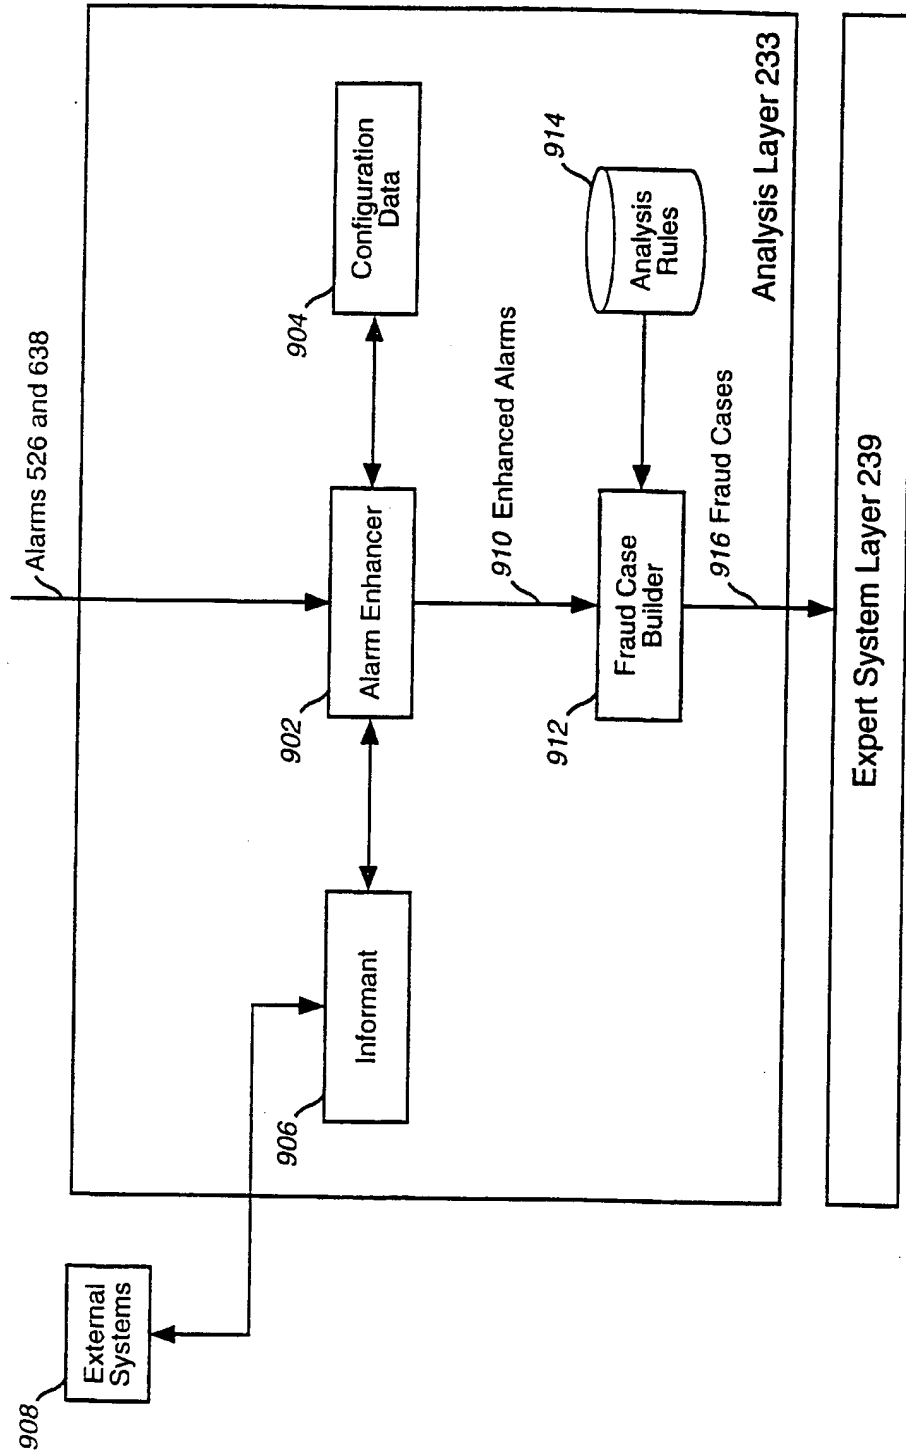 Alarms 526 and 638
904
Configuration
Data
902
Alarm Enhancer
906
Informant
908
External
Systems
910 Enhanced Alarms
914
Analysis
Rules
912
Fraud Case
Builder
916 Fraud Cases
Analysis Layer 233
Expert System Layer 239